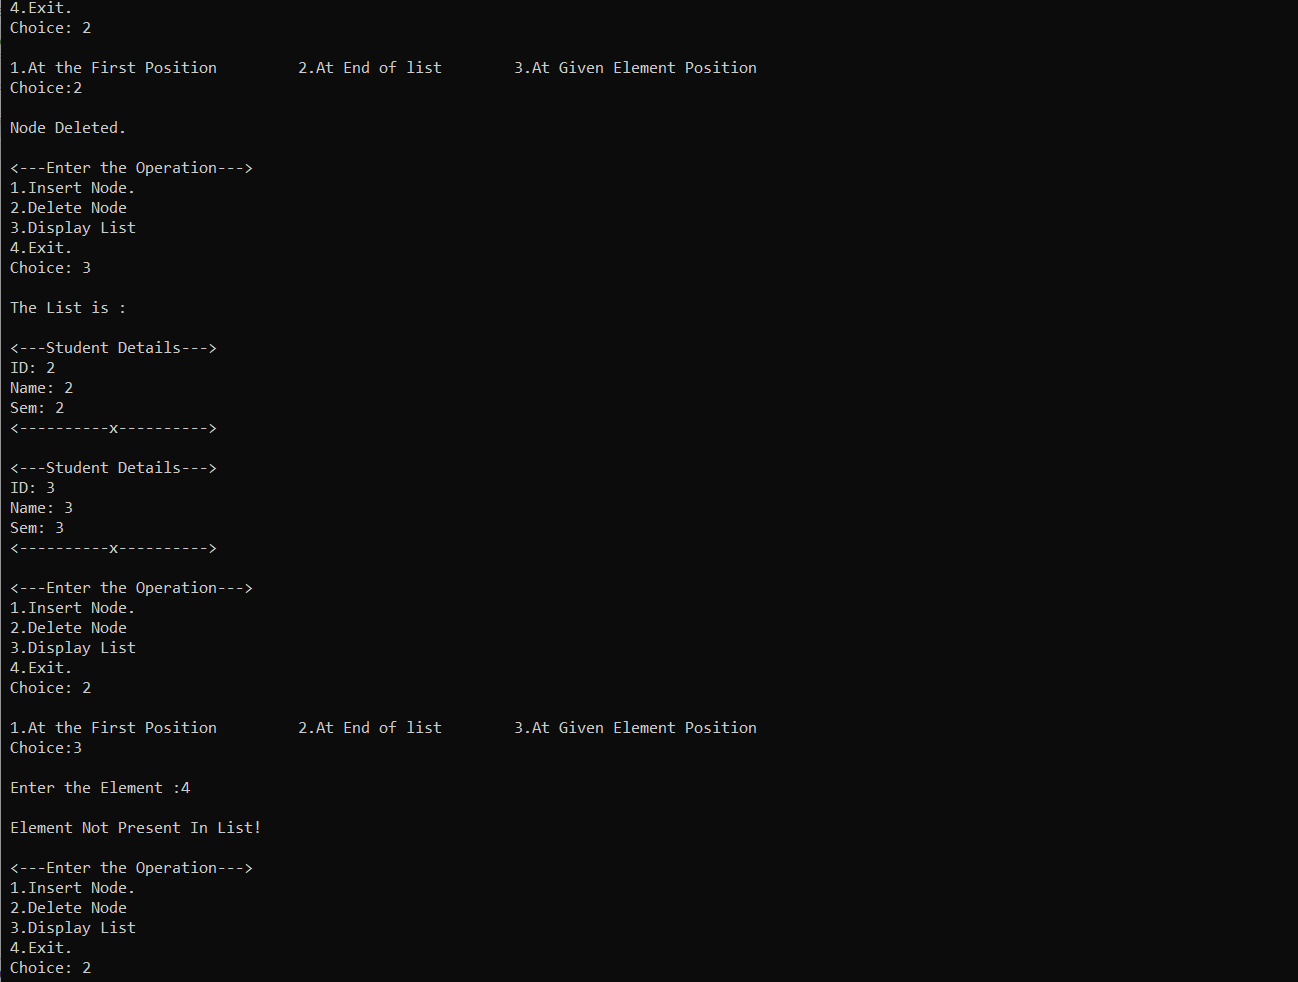 4.Exit.
Choice: 2
1.At the First Position         2.At End of list        3.At Given Element Position
Choice:2
Node Deleted.
<---Enter the Operation--->
1.Insert Node.
2.Delete Node
3.Display List
4.Exit.
Choice: 3
The List is :
<---Student Details--->
ID: 2
Name: 2
Sem: 2
<----------x---------->
<---Student Details--->
ID: 3
Name: 3
Sem: 3
<----------x---------->
<---Enter the Operation--->
1.Insert Node.
2.Delete Node
3.Display List
4.Exit.
Choice: 2
1.At the First Position         2.At End of list        3.At Given Element Position
Choice:3
Enter the Element :4
Element Not Present In List!
<---Enter the Operation--->
1.Insert Node.
2.Delete Node
3.Display List
4.Exit.
Choice: 2